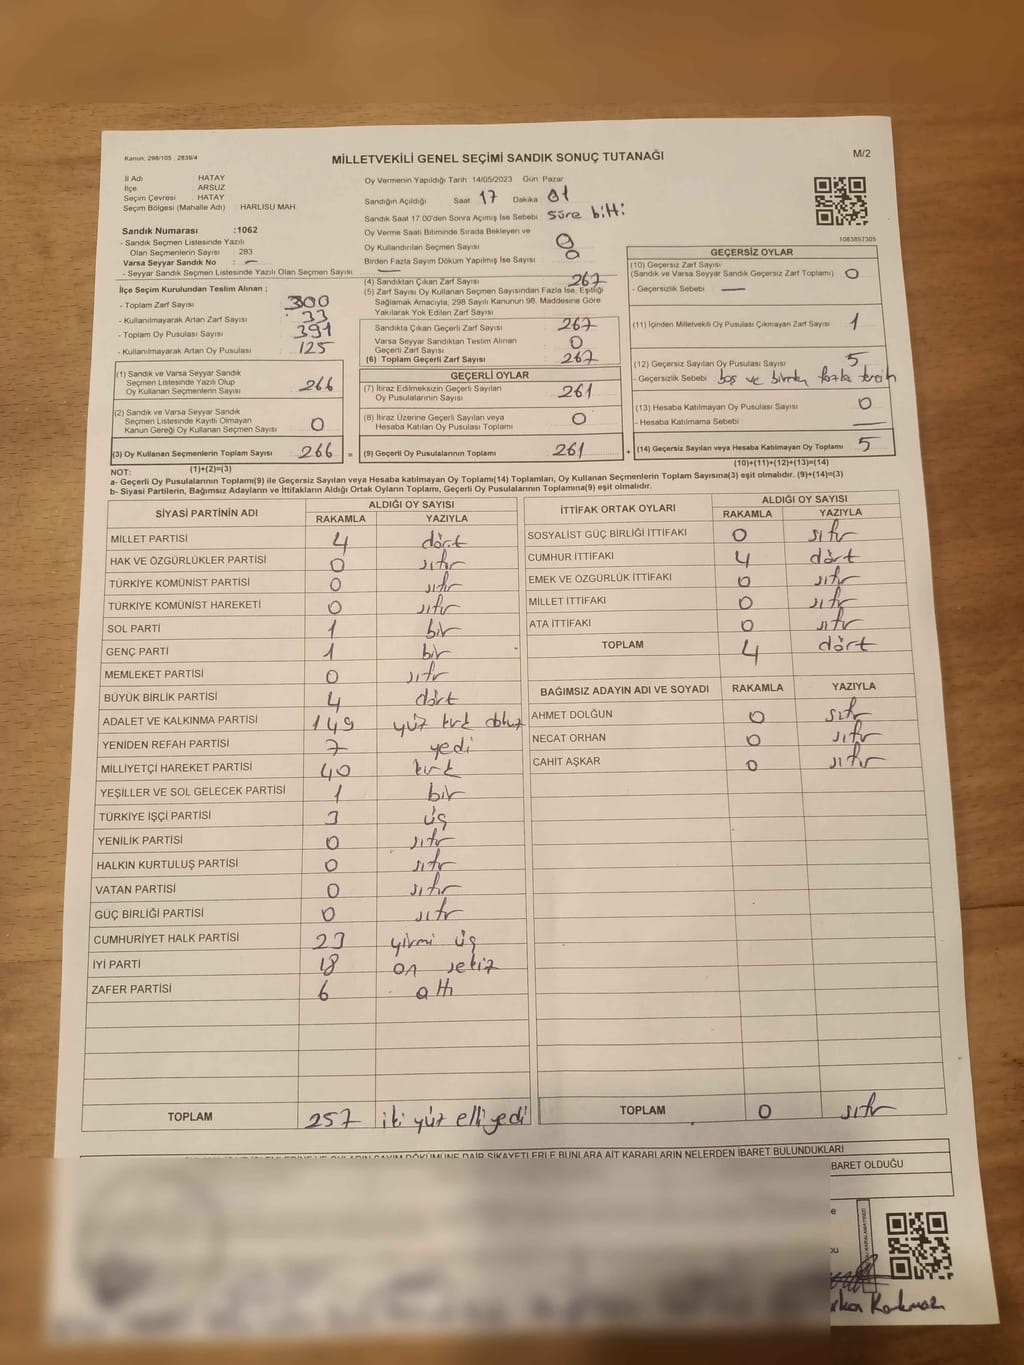 Kanun: 298/105 . 2839/4
MİLLETVEKİLİ GENEL SEÇİMİ SANDIK SONUÇ TUTANAĞI
M/2
İl Adı : HATAY
İlçe : ARSUZ
Seçim Çevresi : HATAY
Seçim Bölgesi (Mahalle Adı) : HARLISU MAH.
Sandık Numarası :1062
- Sandık Seçmen Listesinde Yazılı
Olan Seçmenlerin Sayısı : 283
Varsa Seyyar Sandık No : —
- Seyyar Sandık Seçmen Listesinde Yazılı Olan Seçmen Sayısı : —
Oy Vermenin Yapıldığı Tarih : 14/05/2023 Gün : Pazar
Sandığın Açıldığı Saat : 17 Dakika : 01
Sandık Saat 17.00'den Sonra Açımış İse Sebebi : süre bitti
Oy Verme Saati Bitiminde Sırada Bekleyen ve
Oy Kullandırılan Seçmen Sayısı : 0
Birden Fazla Sayım Döküm Yapılmış İse Sayısı : 0
1083857305
İlçe Seçim Kurulundan Teslim Alınan ;
- Toplam Zarf Sayısı : 300
- Kullanılmayarak Artan Zarf Sayısı : 33
- Toplam Oy Pusulası Sayısı : 391
- Kullanılmayarak Artan Oy Pusulası : 125
(1) Sandık ve Varsa Seyyar Sandık
Seçmen Listesinde Yazılı Olup
Oy Kullanan Seçmenlerin Sayısı : 266
(2) Sandık ve Varsa Seyyar Sandık
Seçmen Listesinde Kayıtlı Olmayan
Kanun Gereği Oy Kullanan Seçmen Sayısı : 0
(3) Oy Kullanan Seçmenlerin Toplam Sayısı : 266 =
(4) Sandıktan Çıkan Zarf Sayısı : 267
(5) Zarf Sayısı Oy Kullanan Seçmen Sayısından Fazla İse, Eşitliği
Sağlamak Amacıyla, 298 Sayılı Kanunun 98. Maddesine Göre
Yakılarak Yok Edilen Zarf Sayısı :
Sandıkta Çıkan Geçerli Zarf Sayısı : 267
Varsa Seyyar Sandıktan Teslim Alınan
Geçerli Zarf Sayısı : 0
(6) Toplam Geçerli Zarf Sayısı : 267
GEÇERLİ OYLAR
(7) İtiraz Edilmeksizin Geçerli Sayılan
Oy Pusulalarının Sayısı : 261
(8) İtiraz Üzerine Geçerli Sayılan veya
Hesaba Katılan Oy Pusulası Toplamı : 0
(9) Geçerli Oy Pusulalarının Toplamı : 261 +
GEÇERSİZ OYLAR
(10) Geçersiz Zarf Sayısı
(Sandık ve Varsa Seyyar Sandık Geçersiz Zarf Toplamı) : 0
- Geçersizlik Sebebi : —
(11) İçinden Milletvekili Oy Pusulası Çıkmayan Zarf Sayısı : 1
(12) Geçersiz Sayılan Oy Pusulası Sayısı : 5
- Geçersizlik Sebebi : boş ve birden fazla tercih
(13) Hesaba Katılmayan Oy Pusulası Sayısı : 0
- Hesaba Katılmama Sebebi : —
(14) Geçersiz Sayılan veya Hesaba Katılmayan Oy Toplamı : 5
NOT: (1)+(2)=(3)
(10)+(11)+(12)+(13)=(14)
a- Geçerli Oy Pusulalarının Toplamı(9) ile Geçersiz Sayılan veya Hesaba katılmayan Oy Toplamı(14) Toplamları, Oy Kullanan Seçmenlerin Toplam Sayısına(3) eşit olmalıdır. (9)+(14)=(3)
b- Siyasi Partilerin, Bağımsız Adayların ve İttifakların Aldığı Oy Sayıların Toplamı, Geçerli Oy Pusulalarının Toplamına(9) eşit olmalıdır.
SİYASİ PARTİNİN ADI ALDIĞI OY SAYISI
RAKAMLA YAZIYLA
MİLLET PARTİSİ 4 dört
HAK VE ÖZGÜRLÜKLER PARTİSİ 0 sıfır
TÜRKİYE KOMÜNİST PARTİSİ 0 sıfır
TÜRKİYE KOMÜNİST HAREKETİ 0 sıfır
SOL PARTİ 1 bir
GENÇ PARTİ 1 bir
MEMLEKET PARTİSİ 0 sıfır
BÜYÜK BİRLİK PARTİSİ 4 dört
ADALET VE KALKINMA PARTİSİ 149 yüz kırk dokuz
YENİDEN REFAH PARTİSİ 7 yedi
MİLLİYETÇİ HAREKET PARTİSİ 40 kırk
YEŞİLLER VE SOL GELECEK PARTİSİ 1 bir
TÜRKİYE İŞÇİ PARTİSİ 3 üç
YENİLİK PARTİSİ 0 sıfır
HALKIN KURTULUŞ PARTİSİ 0 sıfır
VATAN PARTİSİ 0 sıfır
GÜÇ BİRLİĞİ PARTİSİ 0 sıfır
CUMHURİYET HALK PARTİSİ 23 yirmi üç
İYİ PARTİ 18 on sekiz
ZAFER PARTİSİ 6 altı
TOPLAM 257 iki yüz elli yedi
İTTİFAK ORTAK OYLARI ALDIĞI OY SAYISI
RAKAMLA YAZIYLA
SOSYALİST GÜÇ BİRLİĞİ İTTİFAKI 0 sıfır
CUMHUR İTTİFAKI 4 dört
EMEK VE ÖZGÜRLÜK İTTİFAKI 0 sıfır
MİLLET İTTİFAKI 0 sıfır
ATA İTTİFAKI 0 sıfır
TOPLAM 4 dört
BAĞIMSIZ ADAYIN ADI VE SOYADI RAKAMLA YAZIYLA
AHMET DOLĞUN 0 sıfır
NECAT ORHAN 0 sıfır
CAHİT AŞKAR 0 sıfır
TOPLAM 0 sıfır
DÖKÜMÜNE DAİR ŞİKAYETLERLE BUNLARA AİT KARARLARIN NELERDEN İBARET BULUNDUKLARI
BARET OLDUĞU
Korkmaz